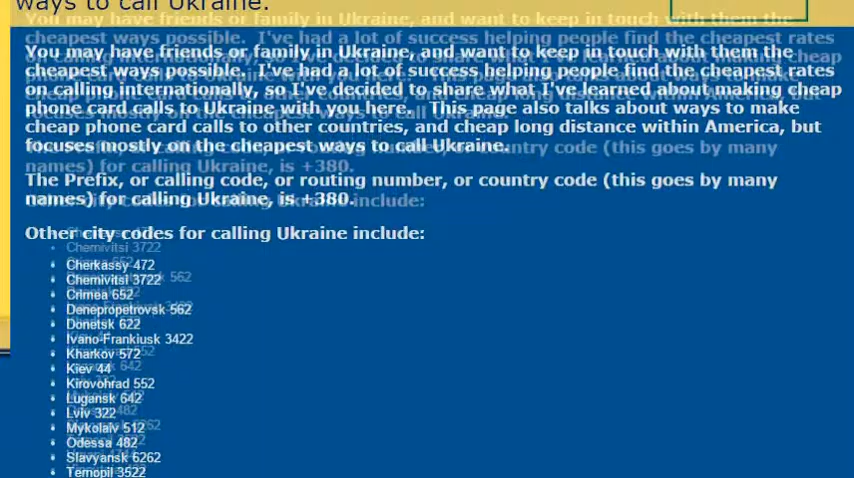 ways to call Ukraine.
You may have friends or family in Ukraine, and want to keep in touch with them the
cheapest ways possible. I've had a lot of success helping people find the cheapest rates
on calling internationally, so I've decided to share what I've learned about making cheap
phone card calls to Ukraine with you here. This page also talks about ways to make
cheap phone card calls to other countries, and cheap long distance within America, but
focuses mostly on the cheapest ways to call Ukraine.
The Prefix, or calling code, or routing number, or country code (this goes by many
names) for calling Ukraine, is +380.
Other city codes for calling Ukraine include:
• Cherkassy 472
• Chernivitsi 3722
• Crimea 652
• Denepropetrovsk 562
• Donetsk 622
• Ivano-Frankiusk 3422
• Kharkov 572
• Kiev 44
• Kirovohrad 552
• Lugansk 642
• Lviv 322
• Mykolaiv 512
• Odessa 482
• Slavyansk 6262
• Ternopil 3522